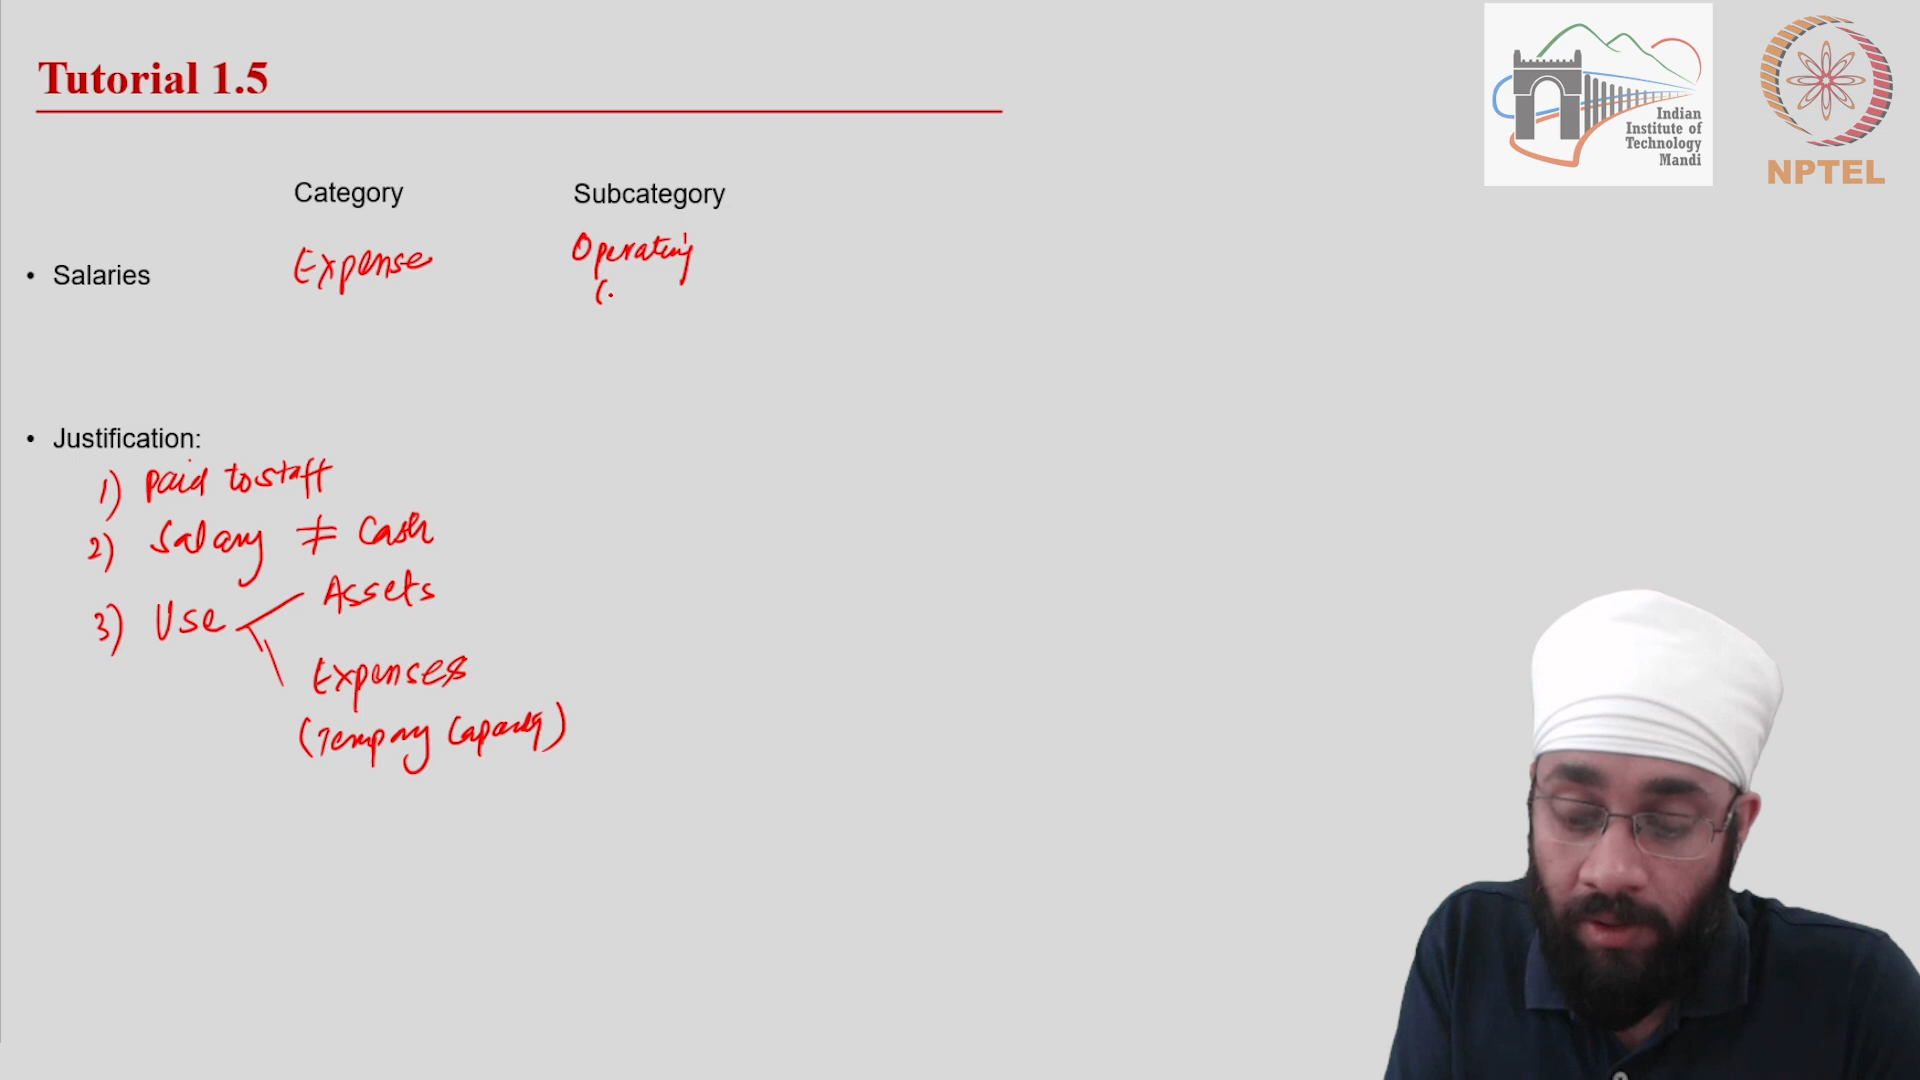 Tutorial 1.5
Indian
Institute of
Technology
Mandi
NPTEL
Category Subcategory
• Salaries Expense Operating
(
• Justification:
1) Paid to staff
2) Salary ≠ Cash
3) Use Assets
Expenses
(Tempory Capacity)